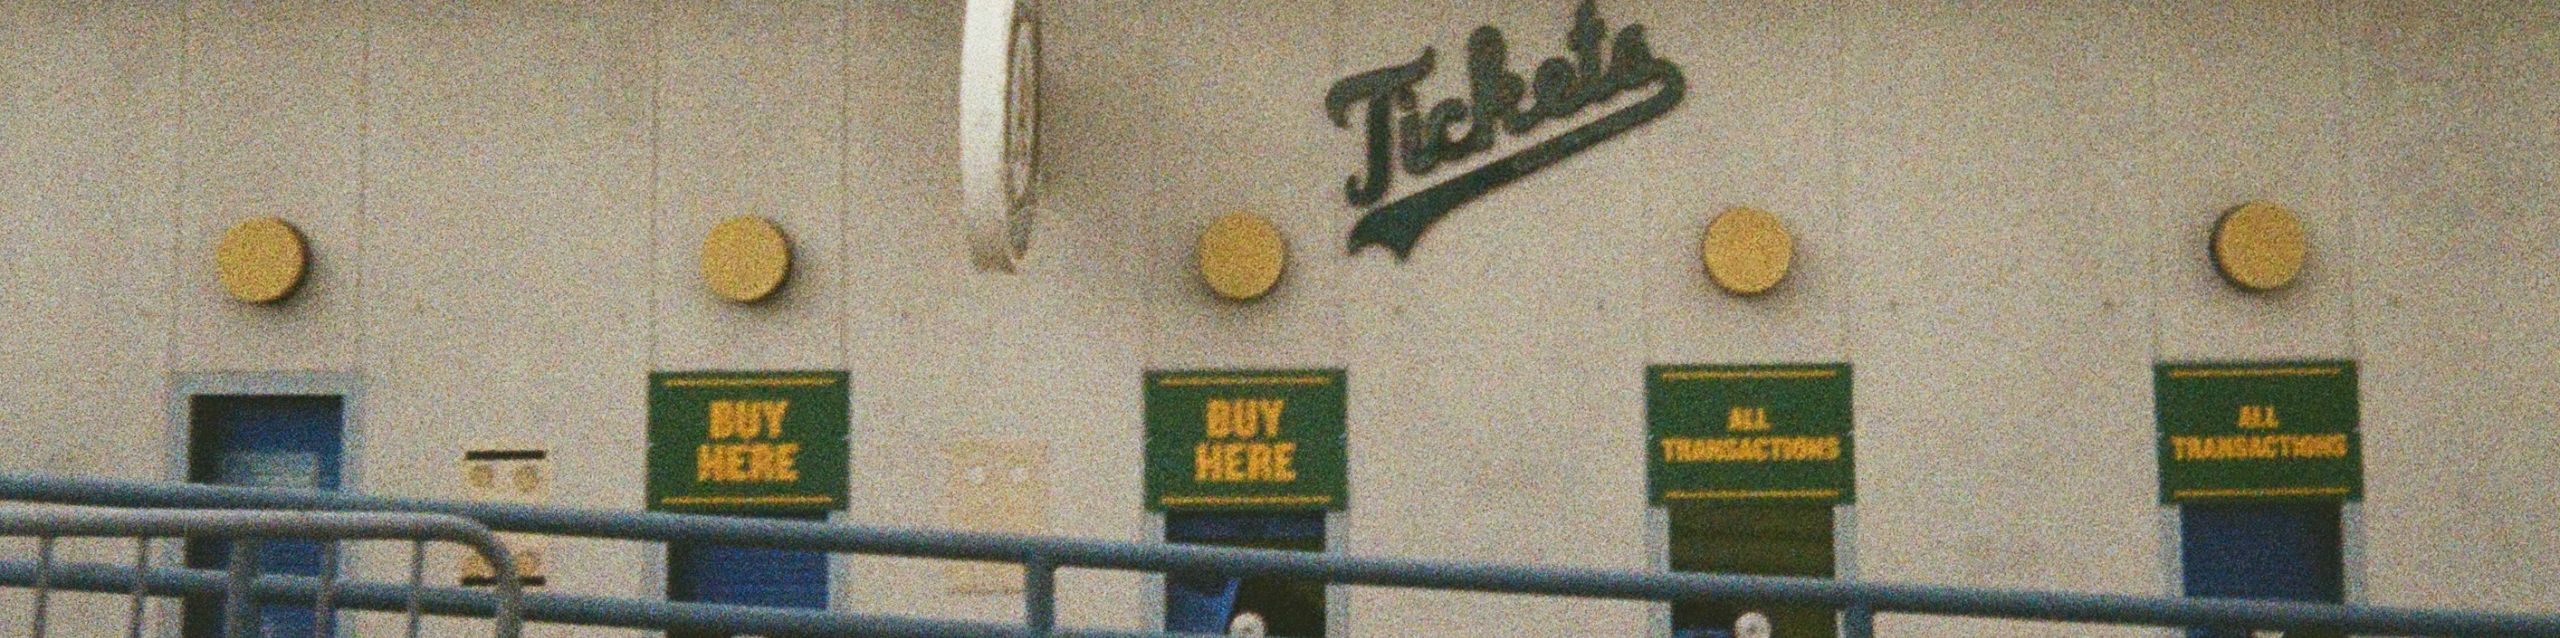 Tickets
BUY
HERE
BUY
HERE
ALL
TRANSACTIONS
ALL
TRANSACTIONS